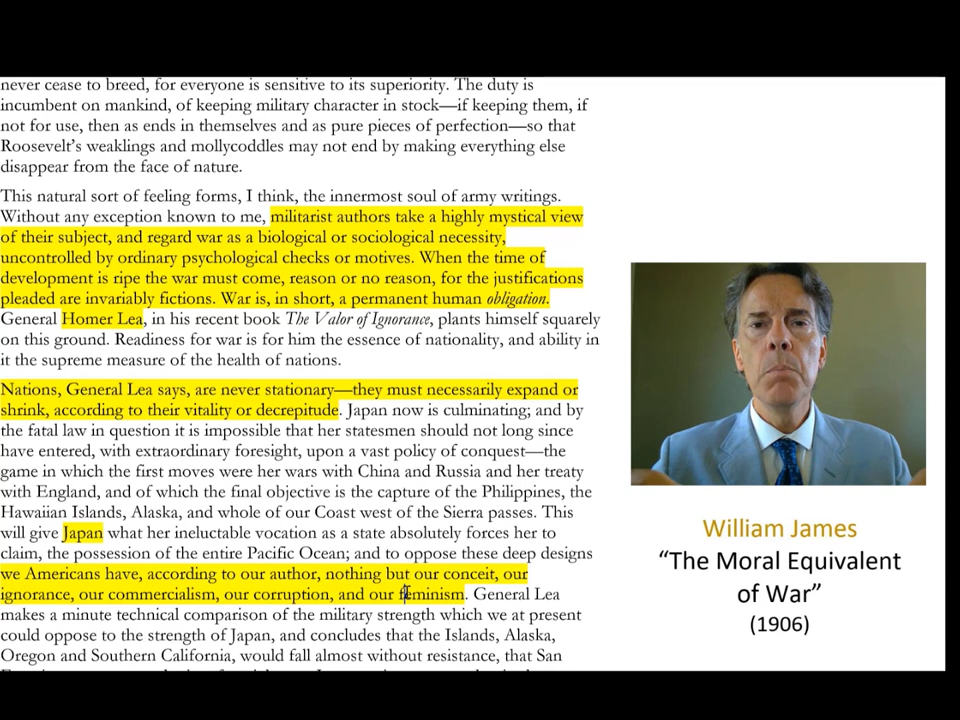 never cease to breed, for everyone is sensitive to its superiority. The duty is
incumbent on mankind, of keeping military character in stock—if keeping them, if
not for use, then as ends in themselves and as pure pieces of perfection—so that
Roosevelt’s weaklings and mollycoddles may not end by making everything else
disappear from the face of nature.
This natural sort of feeling forms, I think, the innermost soul of army writings.
Without any exception known to me, militarist authors take a highly mystical view
of their subject, and regard war as a biological or sociological necessity,
uncontrolled by ordinary psychological checks or motives. When the time of
development is ripe the war must come, reason or no reason, for the justifications
pleaded are invariably fictions. War is, in short, a permanent human obligation.
General Homer Lea, in his recent book The Valor of Ignorance, plants himself squarely
on this ground. Readiness for war is for him the essence of nationality, and ability in
it the supreme measure of the health of nations.
Nations, General Lea says, are never stationary—they must necessarily expand or
shrink, according to their vitality or decrepitude. Japan now is culminating; and by
the fatal law in question it is impossible that her statesmen should not long since
have entered, with extraordinary foresight, upon a vast policy of conquest—the
game in which the first moves were her wars with China and Russia and her treaty
with England, and of which the final objective is the capture of the Philippines, the
Hawaiian Islands, Alaska, and whole of our Coast west of the Sierra passes. This
will give Japan what her ineluctable vocation as a state absolutely forces her to
claim, the possession of the entire Pacific Ocean; and to oppose these deep designs
we Americans have, according to our author, nothing but our conceit, our
ignorance, our commercialism, our corruption, and our feminism. General Lea
makes a minute technical comparison of the military strength which we at present
could oppose to the strength of Japan, and concludes that the Islands, Alaska,
Oregon and Southern California, would fall almost without resistance, that San
William James
“The Moral Equivalent
of War”
(1906)